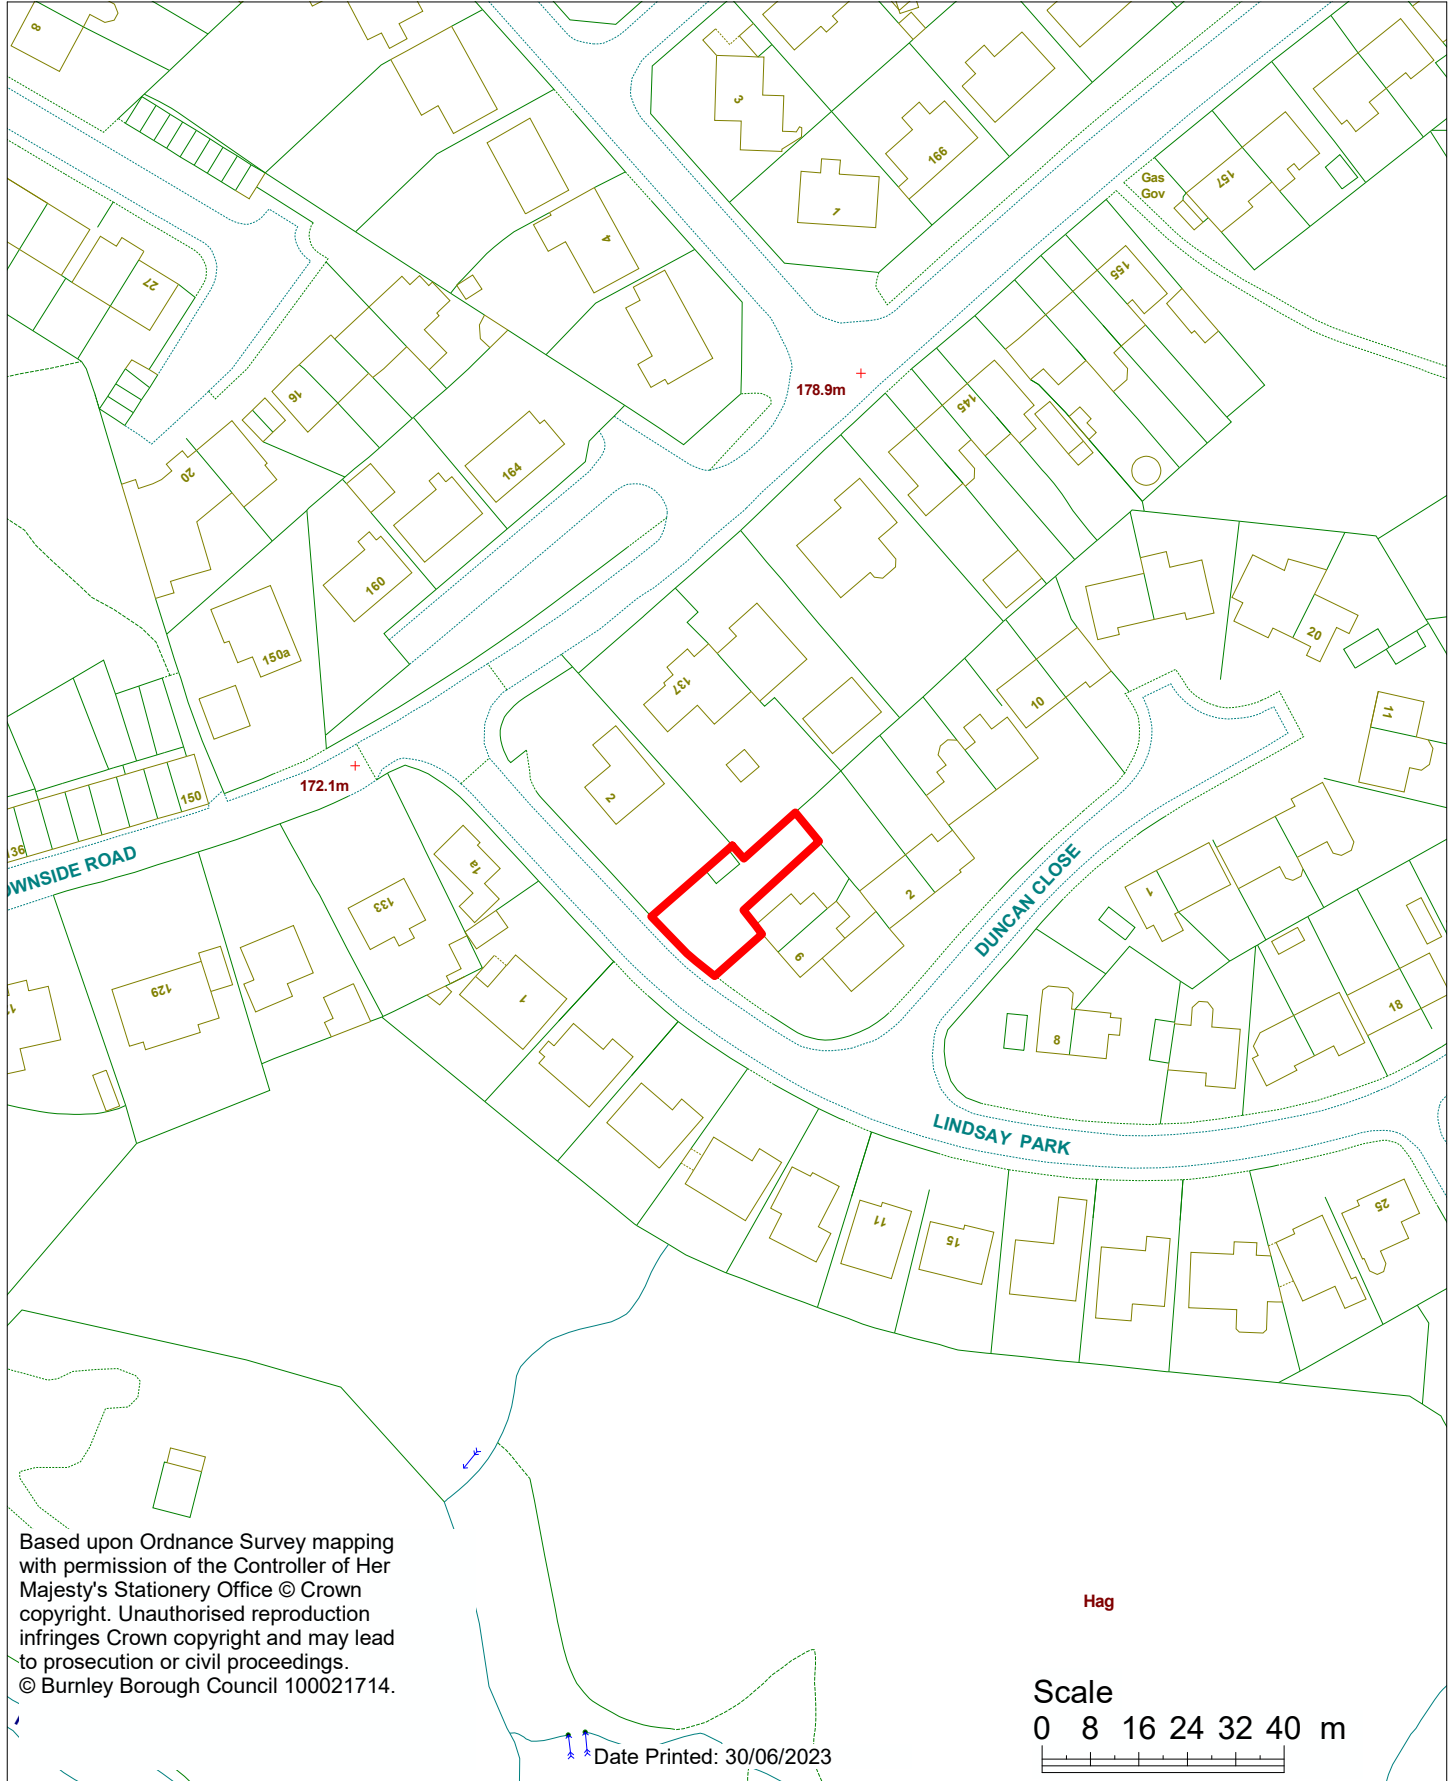 8
3
166
1
Gas
Gov
157
4
155
27
178.9m
16
145
20
164
160
150a
20
137
10
11
172.1m
150
2
136
OWNSIDE ROAD
1a
133
2
DUNCAN CLOSE
1
6
129
1
18
8
LINDSAY PARK
11
15
25
Based upon Ordnance Survey mapping
with permission of the Controller of Her
Majesty's Stationery Office © Crown
copyright. Unauthorised reproduction
infringes Crown copyright and may lead
to prosecution or civil proceedings.
© Burnley Borough Council 100021714.
Hag
Scale
0 8 16 24 32 40 m
Date Printed: 30/06/2023